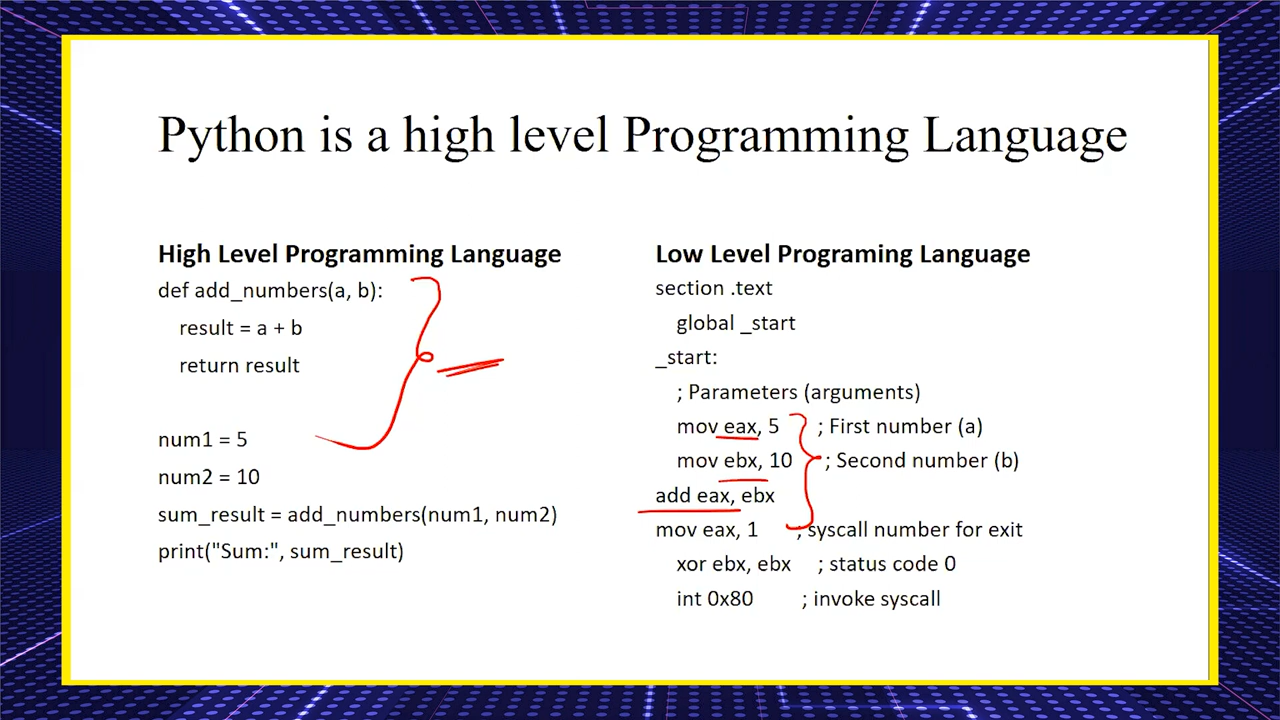 Python is a high level Programming Language
High Level Programming Language
def add_numbers(a, b):
result = a + b
return result
num1 = 5
num2 = 10
sum_result = add_numbers(num1, num2)
print("Sum:", sum_result)
Low Level Programing Language
section .text
global _start
_start:
; Parameters (arguments)
mov eax, 5 ; First number (a)
mov ebx, 10 ; Second number (b)
add eax, ebx
mov eax, 1 ; syscall number for exit
xor ebx, ebx ; status code 0
int 0x80 ; invoke syscall